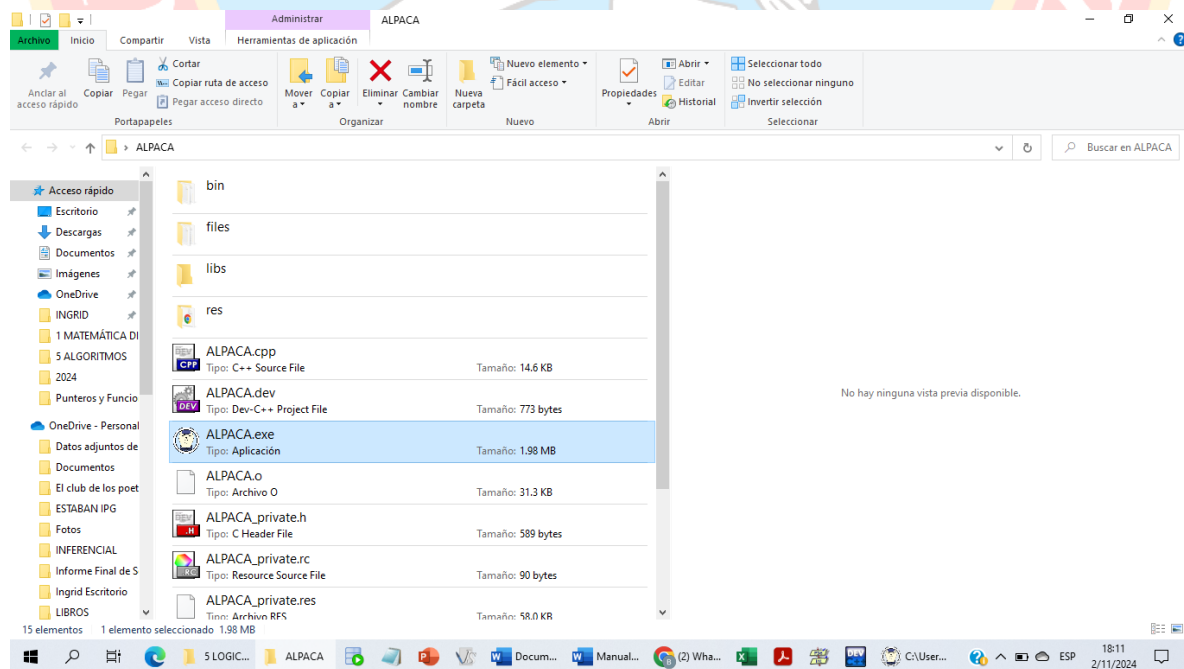 Administrar
ALPACA
Archivo
Inicio
Compartir
Vista
Herramientas de aplicación
Anclar al acceso rápido
Copiar
Pegar
Cortar
Copiar ruta de acceso
Pegar acceso directo
Portapapeles
Mover a
Copiar a
Eliminar
Cambiar nombre
Organizar
Nueva carpeta
Nuevo elemento
Fácil acceso
Nuevo
Propiedades
Abrir
Editar
Historial
Abrir
Seleccionar todo
No seleccionar ninguno
Invertir selección
Seleccionar
ALPACA
Buscar en ALPACA
Acceso rápido
Escritorio
Descargas
Documentos
Imágenes
OneDrive
INGRID
1 MATEMÁTICA DI
5 ALGORITMOS
2024
Punteros y Funcio
OneDrive - Personal
Datos adjuntos de
Documentos
El club de los poet
ESTABAN IPG
Fotos
INFERENCIAL
Informe Final de S
Ingrid Escritorio
LIBROS
bin
files
libs
res
ALPACA.cpp
Tipo: C++ Source File Tamaño: 14.6 KB
ALPACA.dev
Tipo: Dev-C++ Project File Tamaño: 773 bytes
ALPACA.exe
Tipo: Aplicación Tamaño: 1.98 MB
ALPACA.o
Tipo: Archivo O Tamaño: 31.3 KB
ALPACA_private.h
Tipo: C Header File Tamaño: 589 bytes
ALPACA_private.rc
Tipo: Resource Source File Tamaño: 90 bytes
ALPACA_private.res
Tipo: Archivo RES Tamaño: 58.0 KB
No hay ninguna vista previa disponible.
15 elementos 1 elemento seleccionado 1.98 MB
5 LOGIC...
ALPACA
Docum...
Manual...
(2) Wha...
C:\User...
ESP
18:11
2/11/2024